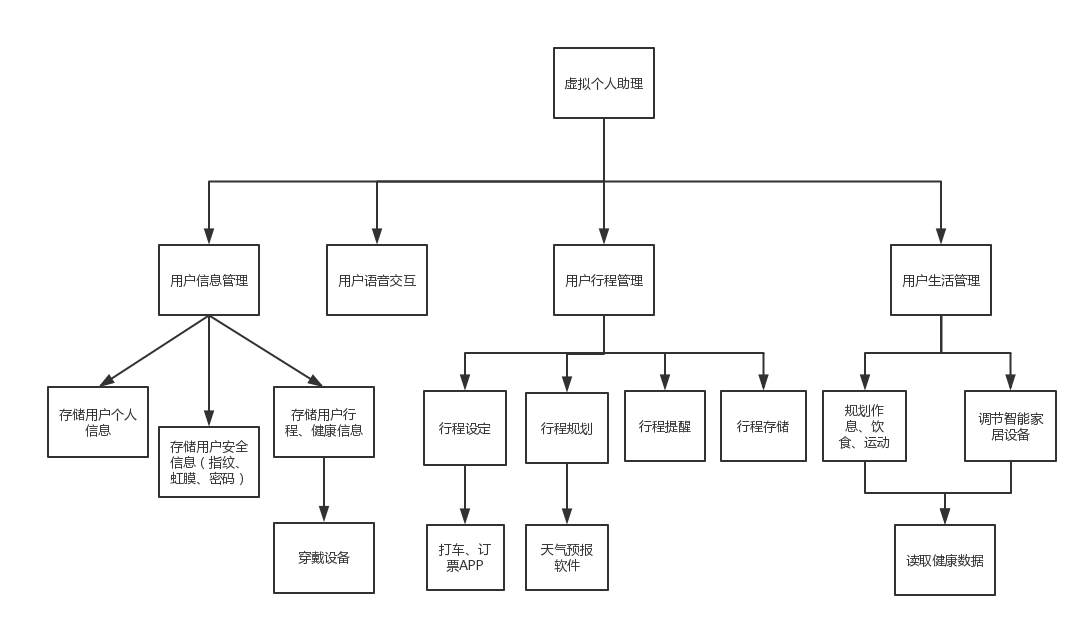 虚拟个人助理
用户信息管理
用户语音交互
用户行程管理
用户生活管理
存储用户个人
信息
存储用户安全
信息（指纹、
虹膜、密码）
存储用户行
程、健康信息
行程设定
行程规划
行程提醒
行程存储
规划作
息、饮
食、运动
调节智能家
居设备
穿戴设备
打车、订
票APP
天气预报
软件
读取健康数据